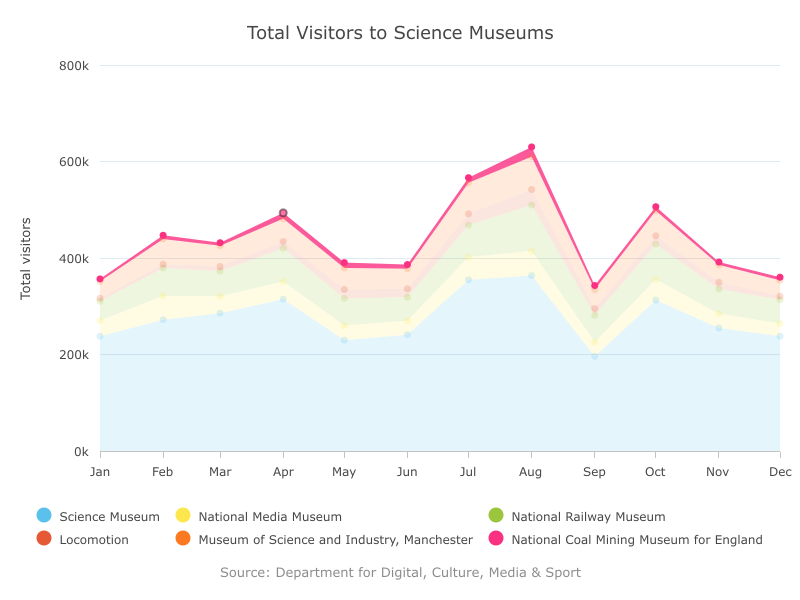 Total Visitors to Science Museums
800k
600k
400k
200k
0k
Total visitors
Jan Feb Mar Apr May Jun Jul Aug Sep Oct Nov Dec
Science Museum National Media Museum National Railway Museum
Locomotion Museum of Science and Industry, Manchester National Coal Mining Museum for England
Source: Department for Digital, Culture, Media & Sport